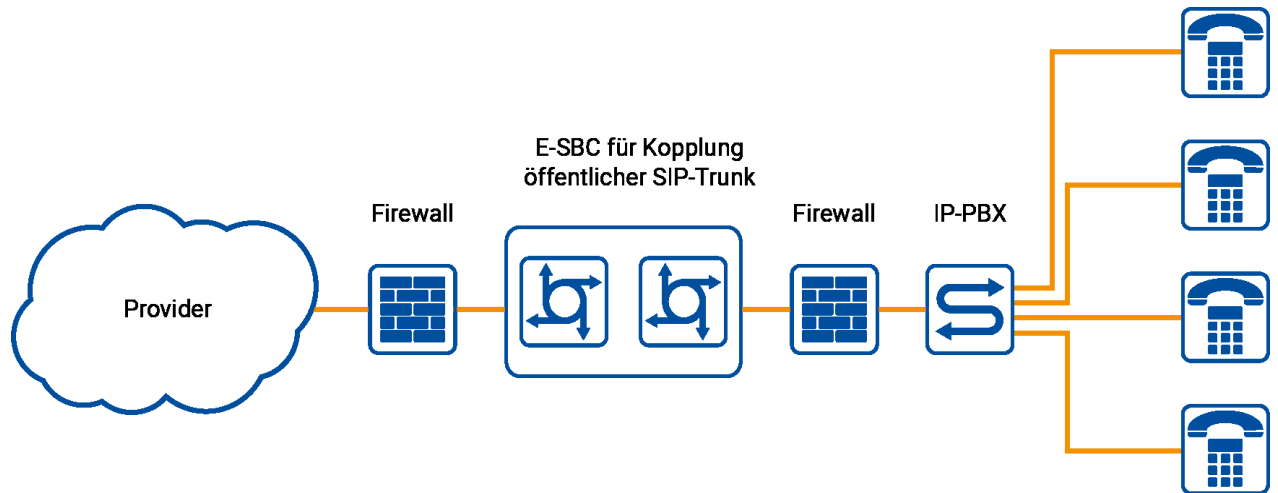 E-SBC für Kopplung
öffentlicher SIP-Trunk
Firewall
Firewall
IP-PBX
Provider